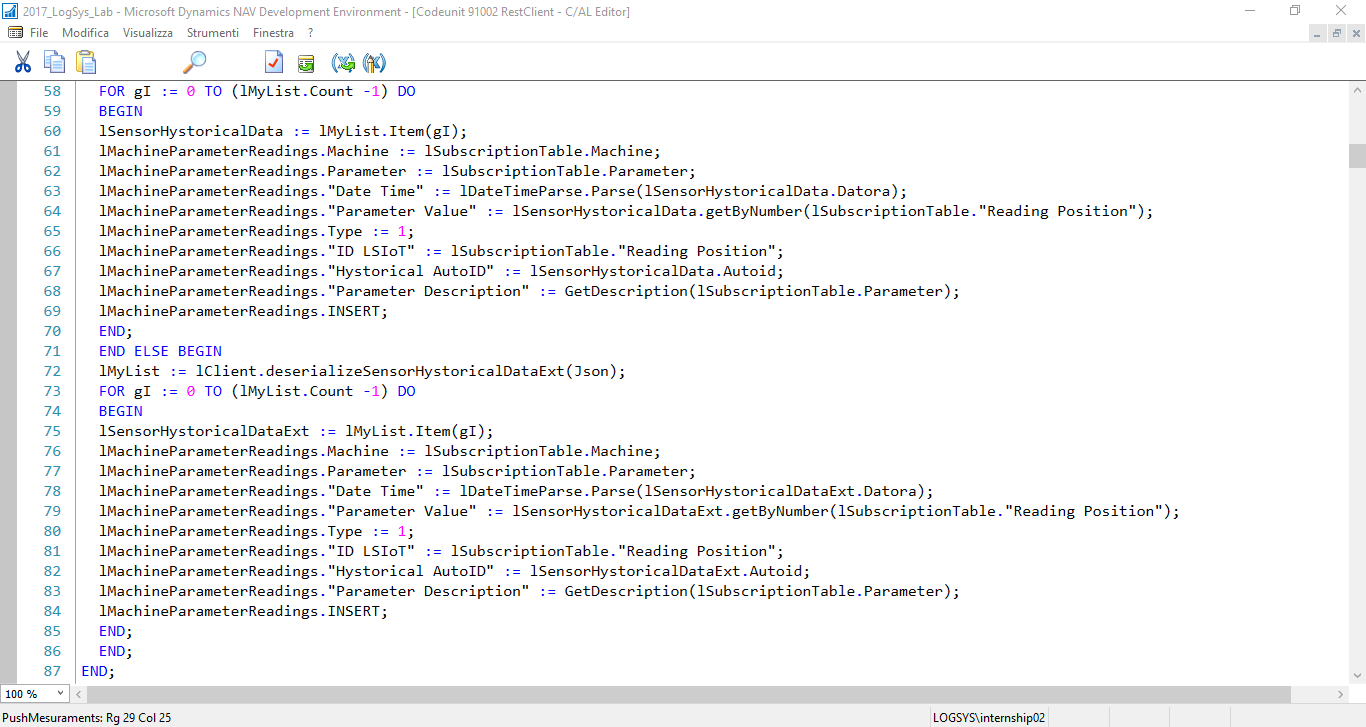 2017_LogSys_Lab - Microsoft Dynamics NAV Development Environment - [Codeunit 91002 RestClient - C/AL Editor]
File Modifica Visualizza Strumenti Finestra ?
58 FOR gI := 0 TO (lMyList.Count -1) DO
59 BEGIN
60 lSensorHystoricalData := lMyList.Item(gI);
61 lMachineParameterReadings.Machine := lSubscriptionTable.Machine;
62 lMachineParameterReadings.Parameter := lSubscriptionTable.Parameter;
63 lMachineParameterReadings."Date Time" := lDateTimeParse.Parse(lSensorHystoricalData.Datora);
64 lMachineParameterReadings."Parameter Value" := lSensorHystoricalData.getByNumber(lSubscriptionTable."Reading Position");
65 lMachineParameterReadings.Type := 1;
66 lMachineParameterReadings."ID LSIoT" := lSubscriptionTable."Reading Position";
67 lMachineParameterReadings."Hystorical AutoID" := lSensorHystoricalData.Autoid;
68 lMachineParameterReadings."Parameter Description" := GetDescription(lSubscriptionTable.Parameter);
69 lMachineParameterReadings.INSERT;
70 END;
71 END ELSE BEGIN
72 lMyList := lClient.deserializeSensorHystoricalDataExt(Json);
73 FOR gI := 0 TO (lMyList.Count -1) DO
74 BEGIN
75 lSensorHystoricalDataExt := lMyList.Item(gI);
76 lMachineParameterReadings.Machine := lSubscriptionTable.Machine;
77 lMachineParameterReadings.Parameter := lSubscriptionTable.Parameter;
78 lMachineParameterReadings."Date Time" := lDateTimeParse.Parse(lSensorHystoricalDataExt.Datora);
79 lMachineParameterReadings."Parameter Value" := lSensorHystoricalDataExt.getByNumber(lSubscriptionTable."Reading Position");
80 lMachineParameterReadings.Type := 1;
81 lMachineParameterReadings."ID LSIoT" := lSubscriptionTable."Reading Position";
82 lMachineParameterReadings."Hystorical AutoID" := lSensorHystoricalDataExt.Autoid;
83 lMachineParameterReadings."Parameter Description" := GetDescription(lSubscriptionTable.Parameter);
84 lMachineParameterReadings.INSERT;
85 END;
86 END;
87 END;
100 %
PushMesuraments: Rg 29 Col 25 LOGSYS\internship02